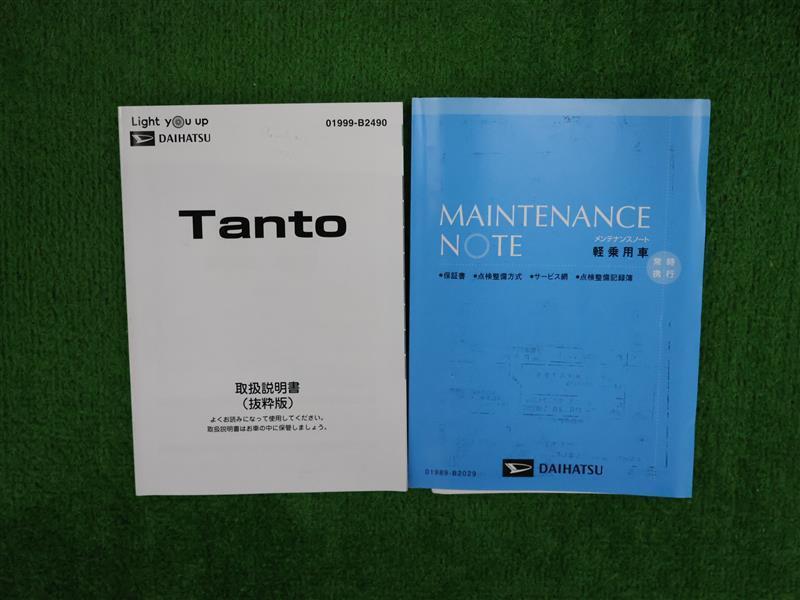 Light you up
DAIHATSU
01999-B2490
Tanto
取扱説明書
（抜粋版）
よくお読みになって使用してください。
取扱説明書はお車の中に保管しましょう。
MAINTENANCE
NOTE
メンテナンスノート
軽乗用車
常時
携行
●保証書 ●点検整備方式 ●サービス網 ●点検整備記録簿
01989-B2029
DAIHATSU